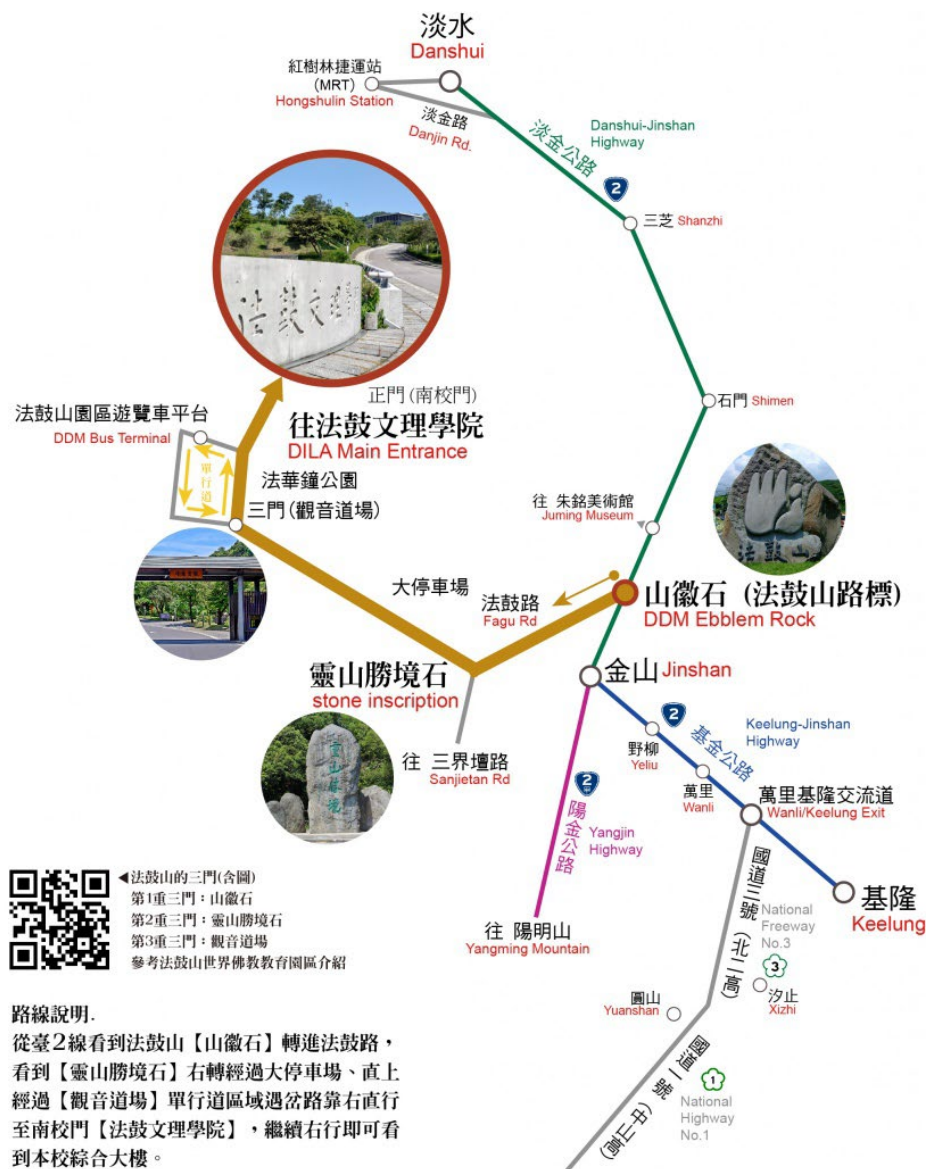 淡水
Danshui
紅樹林捷運站
(MRT)
Hongshulin Station
淡金路
Danjin Rd.
淡金公路
Danshui-Jinshan
Highway
2
三芝 Shanzhi
法鼓文理學院
正門(南校門)
往法鼓文理學院
DILA Main Entrance
法鼓山園區遊覽車平台
DDM Bus Terminal
單行道
法華鐘公園
三門(觀音道場)
石門 Shimen
往 朱銘美術館
Juming Museum
法鼓山
大停車場
法鼓路
Fagu Rd
山徽石 (法鼓山路標)
DDM Ebblem Rock
靈山勝境石
stone inscription
靈山勝境
往 三界壇路
Sanjietan Rd
金山 Jinshan
2
基金公路
Keelung-Jinshan
Highway
野柳
Yeliu
萬里
Wanli
萬里基隆交流道
Wanli/Keelung Exit
2甲
陽金公路
Yangjin
Highway
往 陽明山
Yangming Mountain
基隆
Keelung
國道三號(北二高)
National
Freeway
No.3
3
汐止
Xizhi
圓山
Yuanshan
國道一號(中山高)
1
National
Highway
No.1
◀法鼓山的三門(含圖)
第1重三門：山徽石
第2重三門：靈山勝境石
第3重三門：觀音道場
參考法鼓山世界佛教教育園區介紹
路線說明.
從臺2線看到法鼓山【山徽石】轉進法鼓路，
看到【靈山勝境石】右轉經過大停車場、直上
經過【觀音道場】單行道區域遇岔路靠右直行
至南校門【法鼓文理學院】，繼續右行即可看
到本校綜合大樓。